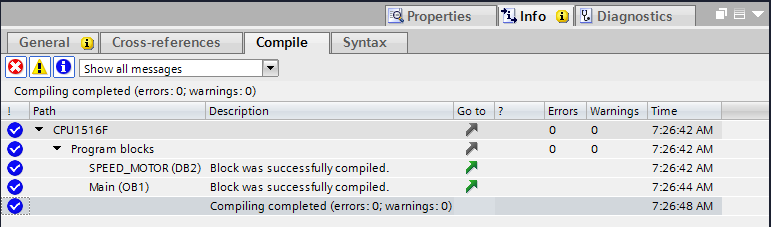 Properties Info Diagnostics
General Cross-references Compile Syntax
Show all messages
Compiling completed (errors: 0; warnings: 0)
! Path Description Go to ? Errors Warnings Time
CPU1516F 0 0 7:26:42 AM
Program blocks 0 0 7:26:42 AM
SPEED_MOTOR (DB2) Block was successfully compiled. 7:26:42 AM
Main (OB1) Block was successfully compiled. 7:26:44 AM
Compiling completed (errors: 0; warnings: 0) 7:26:48 AM